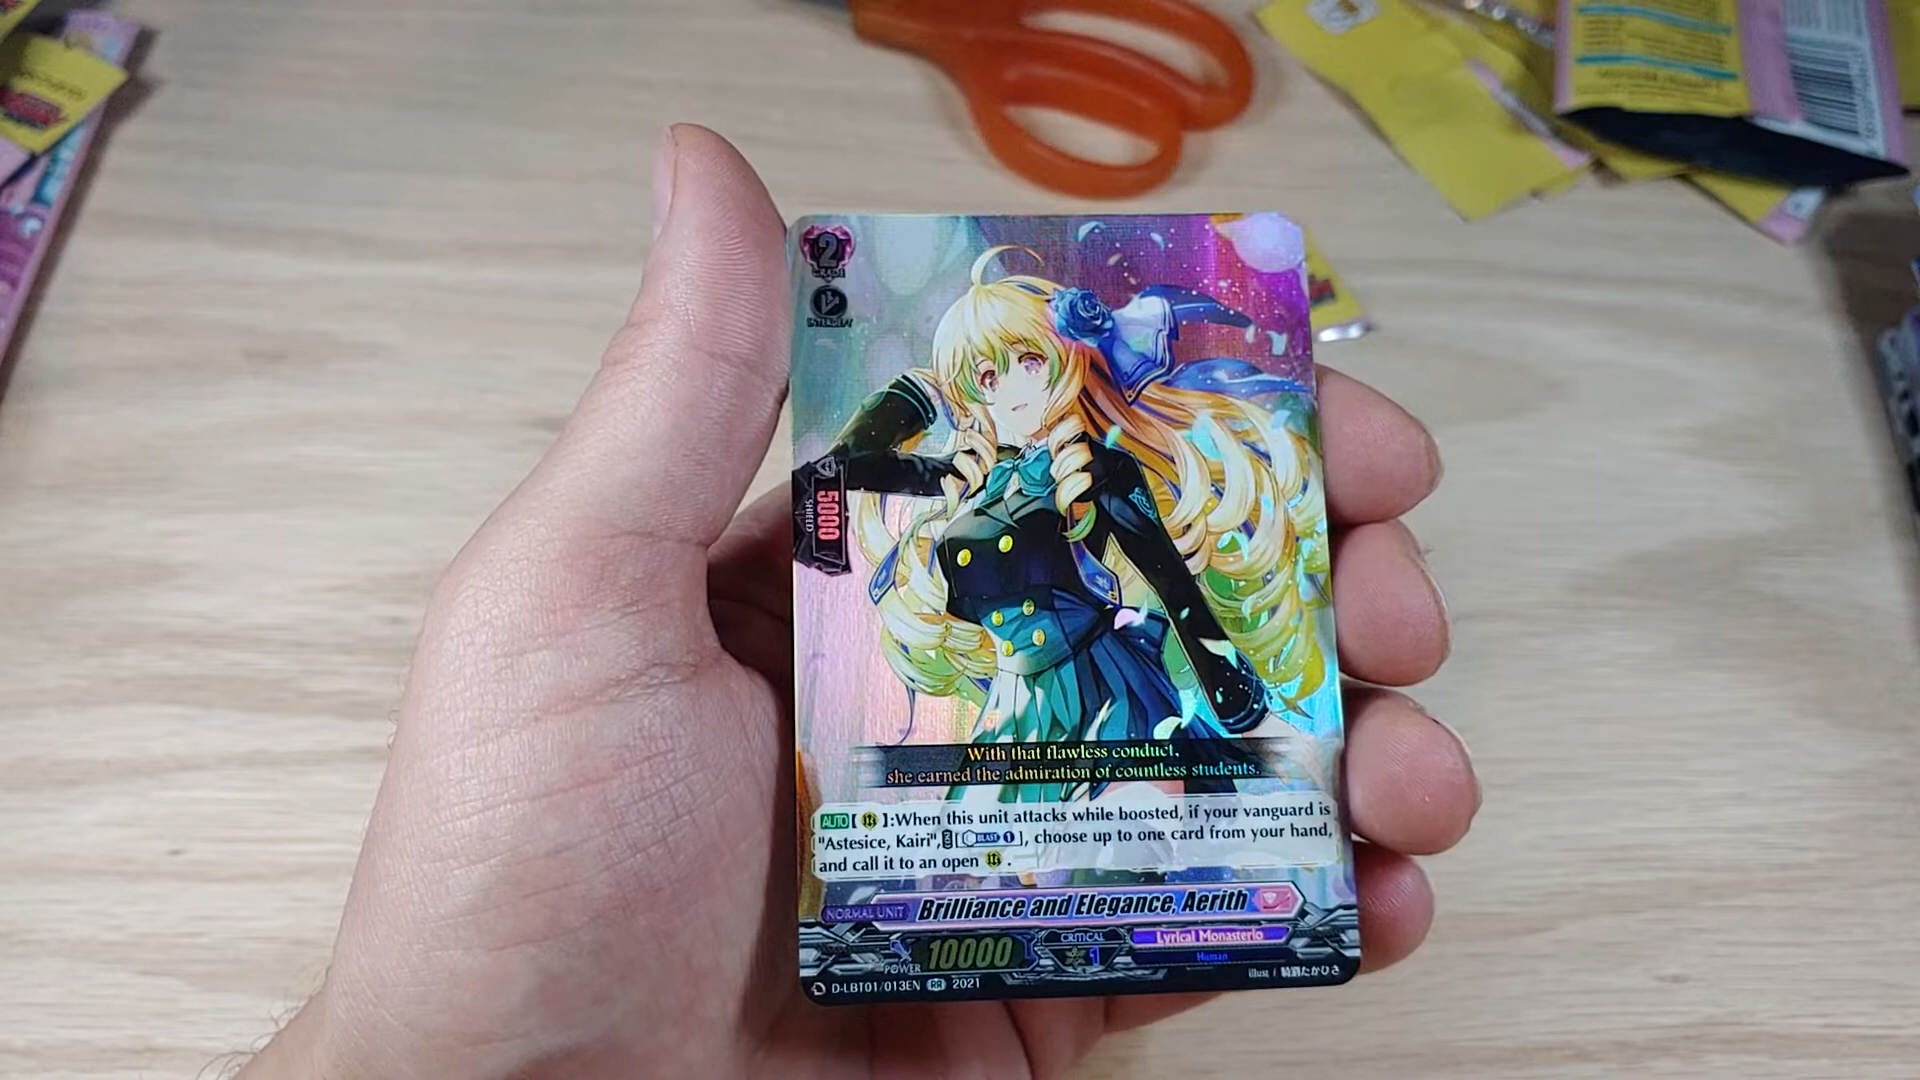 2
GRADE
INTERCEPT
5000
SHIELD
With that flawless conduct,
she earned the admiration of countless students.
AUTO【 】:When this unit attacks while boosted, if your vanguard is
"Astesice, Kairi", [ BLAST 1 ], choose up to one card from your hand,
and call it to an open .
NORMAL UNIT Brilliance and Elegance, Aerith
POWER 10000 CRITICAL 1 Lyrical Monasterio
Human
D-LBT01/013EN RR 2021 illust / 騎羅たかひさ